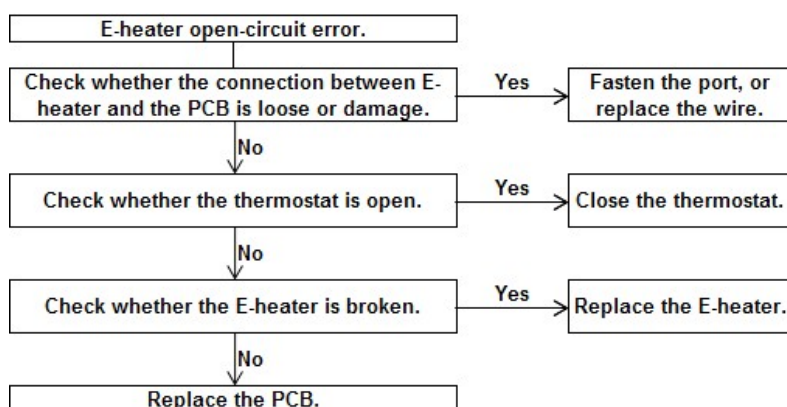 E-heater open-circuit error.
Check whether the connection between E-
heater and the PCB is loose or damage.
Yes
Fasten the port, or
replace the wire.
No
Check whether the thermostat is open.
Yes
Close the thermostat.
No
Check whether the E-heater is broken.
Yes
Replace the E-heater.
No
Replace the PCB.